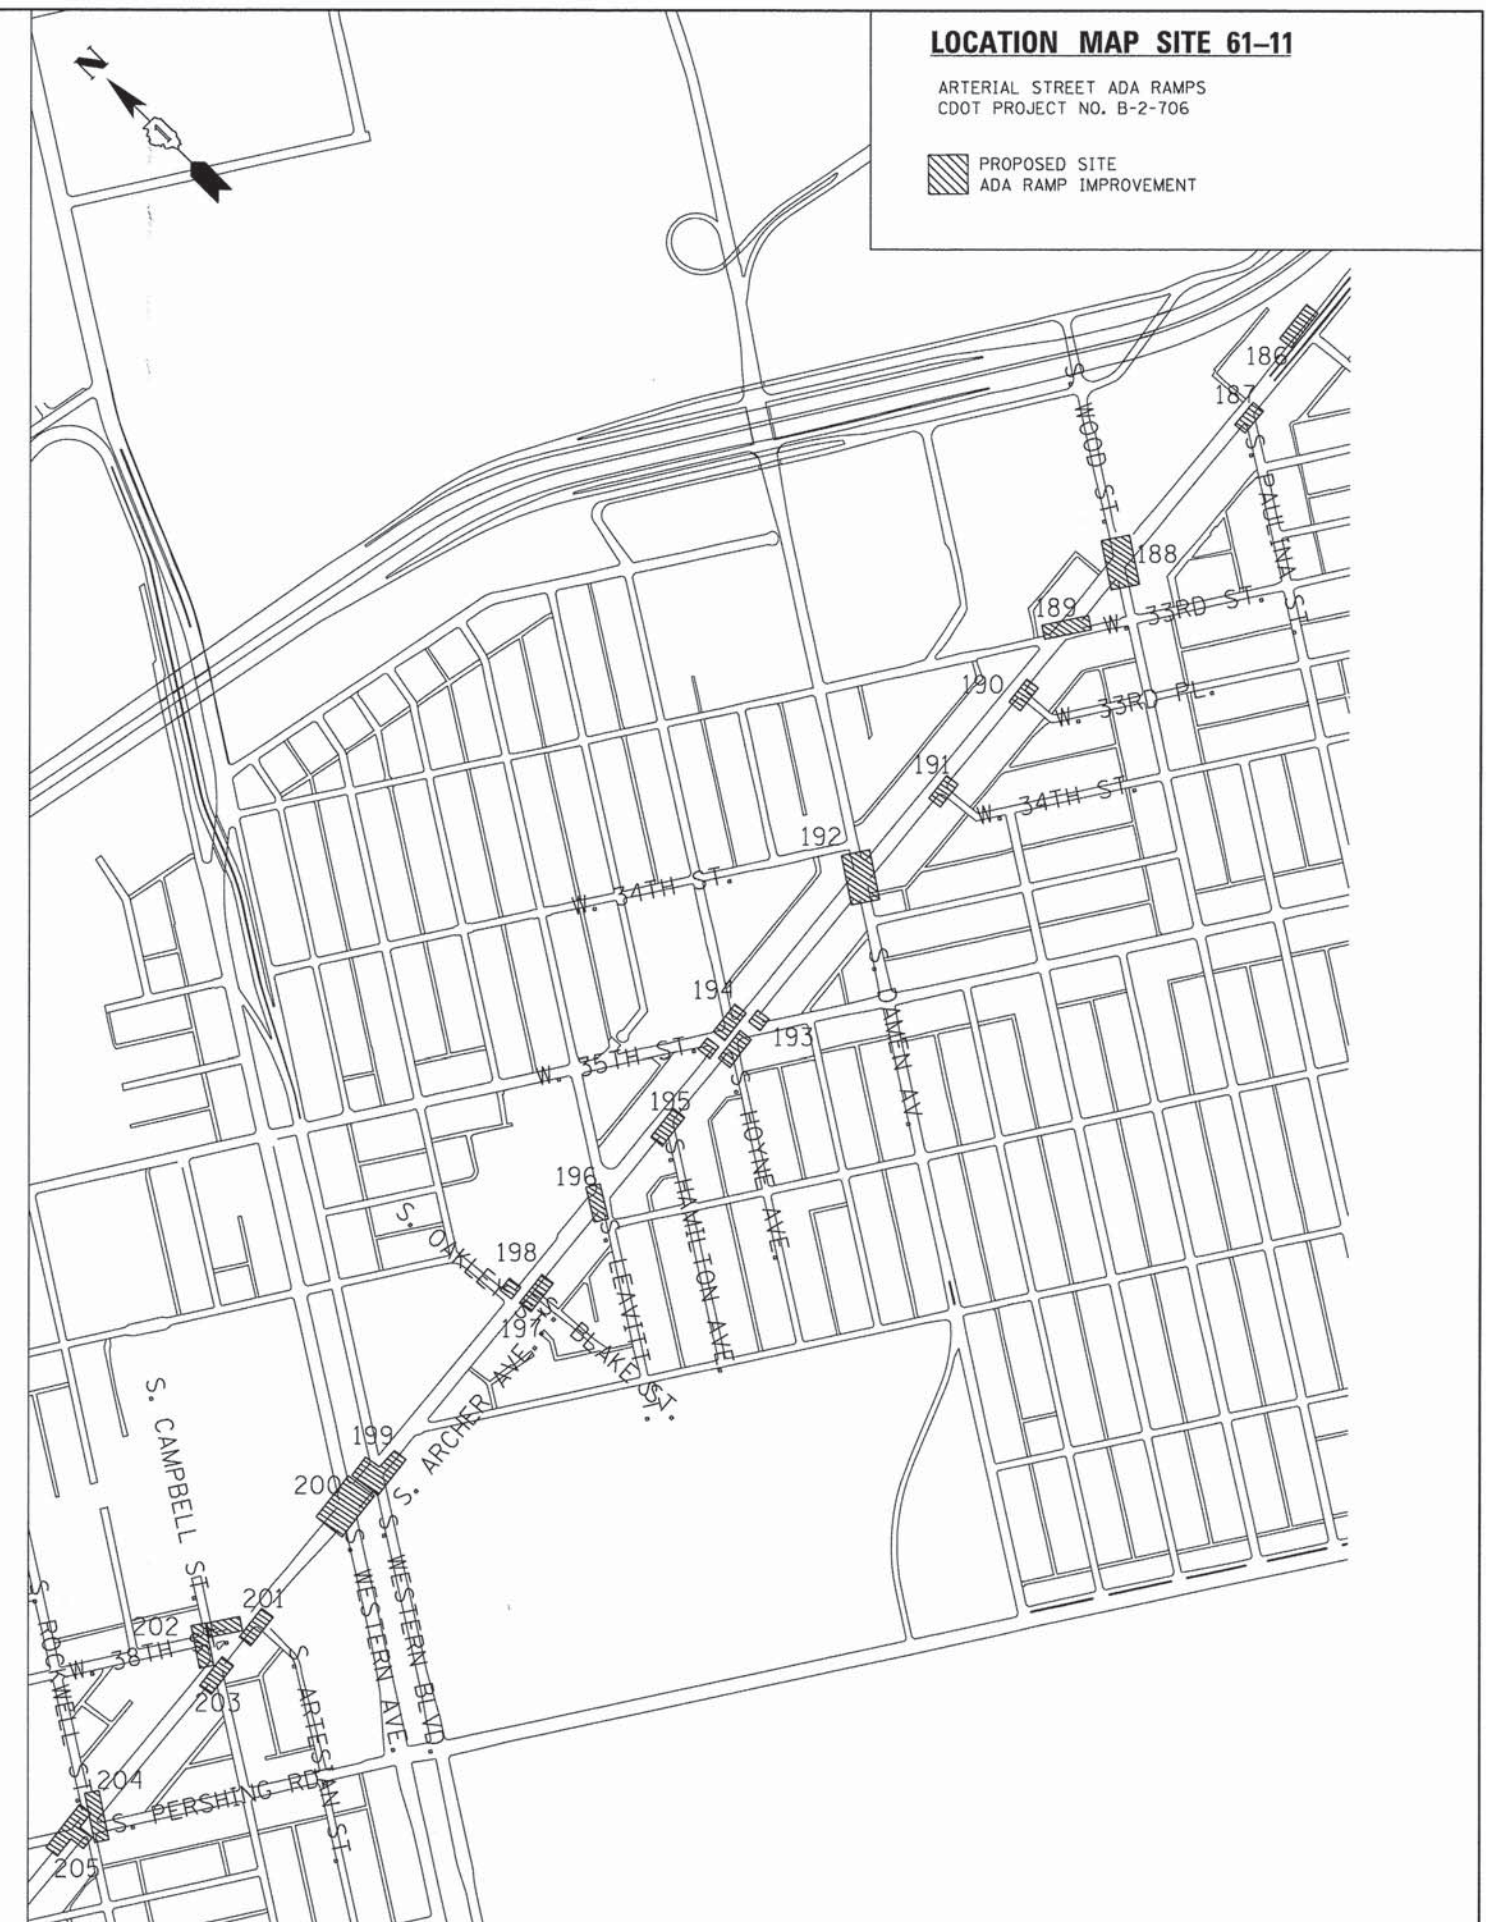 N
LOCATION MAP SITE 61–11
ARTERIAL STREET ADA RAMPS
CDOT PROJECT NO. B-2-706
PROPOSED SITE
ADA RAMP IMPROVEMENT
186
187
S. WOOD ST.
S. PAULINA ST.
188
189
W. 33RD ST.
190
W. 33RD PL.
191
W. 34TH ST.
192
W. 34TH ST.
S. DAMEN AV.
194
193
W. 35TH ST.
195
S. HOYNE AVE.
196
S. HAMILTON AVE.
S. OAKLEY
198
S. LEAVITT ST.
197
S. BLAKE ST.
S. ARCHER AVE.
199
200
S. CAMPBELL ST.
S. WESTERN AVE.
S. WESTERN BLVD.
201
202
W. 38TH
203
S. ROCKWELL ST.
S. ARTESIAN ST.
204
S. PERSHING RD.
205